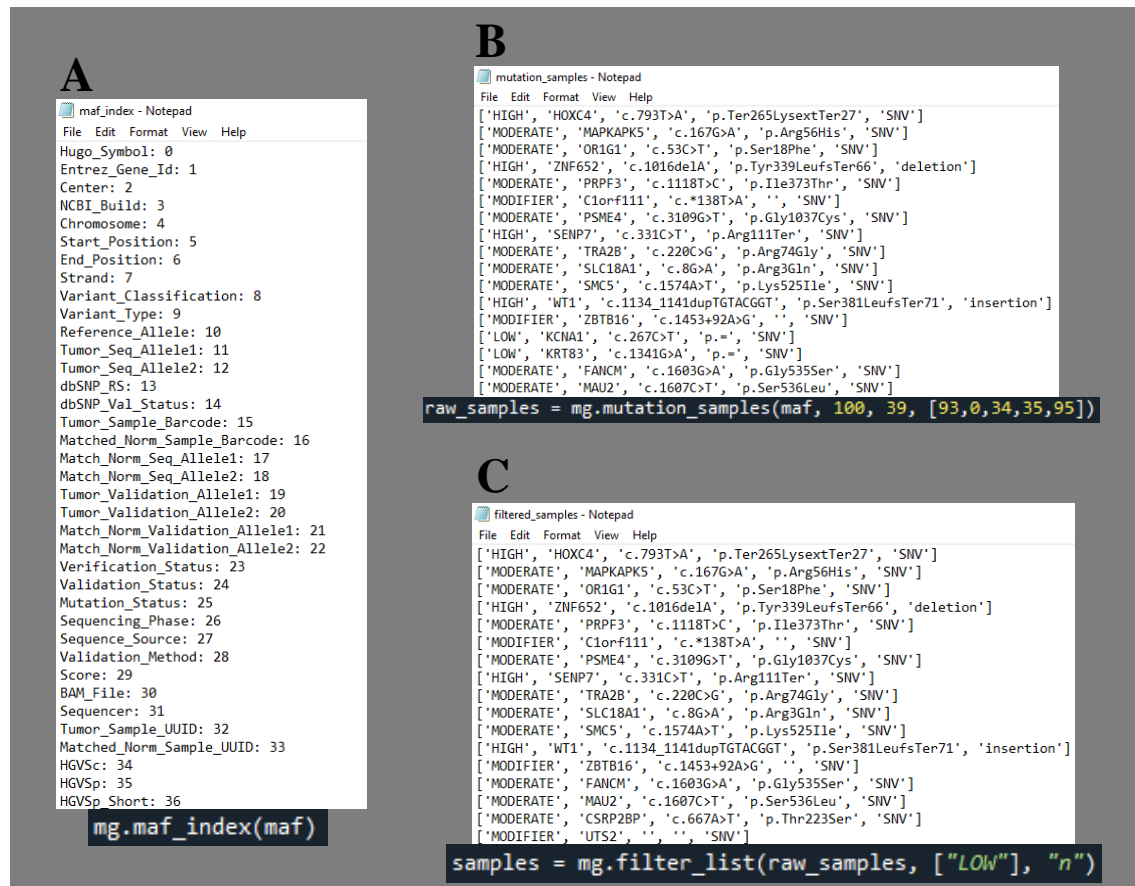 A
maf_index - Notepad
File Edit Format View Help
Hugo_Symbol: 0
Entrez_Gene_Id: 1
Center: 2
NCBI_Build: 3
Chromosome: 4
Start_Position: 5
End_Position: 6
Strand: 7
Variant_Classification: 8
Variant_Type: 9
Reference_Allele: 10
Tumor_Seq_Allele1: 11
Tumor_Seq_Allele2: 12
dbSNP_RS: 13
dbSNP_Val_Status: 14
Tumor_Sample_Barcode: 15
Matched_Norm_Sample_Barcode: 16
Match_Norm_Seq_Allele1: 17
Match_Norm_Seq_Allele2: 18
Tumor_Validation_Allele1: 19
Tumor_Validation_Allele2: 20
Match_Norm_Validation_Allele1: 21
Match_Norm_Validation_Allele2: 22
Verification_Status: 23
Validation_Status: 24
Mutation_Status: 25
Sequencing_Phase: 26
Sequence_Source: 27
Validation_Method: 28
Score: 29
BAM_File: 30
Sequencer: 31
Tumor_Sample_UUID: 32
Matched_Norm_Sample_UUID: 33
HGVSc: 34
HGVSp: 35
HGVSp_Short: 36
mg.maf_index(maf)
B
mutation_samples - Notepad
File Edit Format View Help
['HIGH', 'HOXC4', 'c.793T>A', 'p.Ter265LysextTer27', 'SNV']
['MODERATE', 'MAPKAPK5', 'c.167G>A', 'p.Arg56His', 'SNV']
['MODERATE', 'OR1G1', 'c.53C>T', 'p.Ser18Phe', 'SNV']
['HIGH', 'ZNF652', 'c.1016delA', 'p.Tyr339LeufsTer66', 'deletion']
['MODERATE', 'PRPF3', 'c.1118T>C', 'p.Ile373Thr', 'SNV']
['MODIFIER', 'C1orf111', 'c.*138T>A', '', 'SNV']
['MODERATE', 'PSME4', 'c.3109G>T', 'p.Gly1037Cys', 'SNV']
['HIGH', 'SENP7', 'c.331C>T', 'p.Arg111Ter', 'SNV']
['MODERATE', 'TRA2B', 'c.220C>G', 'p.Arg74Gly', 'SNV']
['MODERATE', 'SLC18A1', 'c.8G>A', 'p.Arg3Gln', 'SNV']
['MODERATE', 'SMC5', 'c.1574A>T', 'p.Lys525Ile', 'SNV']
['HIGH', 'WT1', 'c.1134_1141dupTGTACGGT', 'p.Ser381LeufsTer71', 'insertion']
['MODIFIER', 'ZBTB16', 'c.1453+92A>G', '', 'SNV']
['LOW', 'KCNA1', 'c.267C>T', 'p.=', 'SNV']
['LOW', 'KRT83', 'c.1341G>A', 'p.=', 'SNV']
['MODERATE', 'FANCM', 'c.1603G>A', 'p.Gly535Ser', 'SNV']
['MODERATE', 'MAU2', 'c.1607C>T', 'p.Ser536Leu', 'SNV']
raw_samples = mg.mutation_samples(maf, 100, 39, [93,0,34,35,95])
C
filtered_samples - Notepad
File Edit Format View Help
['HIGH', 'HOXC4', 'c.793T>A', 'p.Ter265LysextTer27', 'SNV']
['MODERATE', 'MAPKAPK5', 'c.167G>A', 'p.Arg56His', 'SNV']
['MODERATE', 'OR1G1', 'c.53C>T', 'p.Ser18Phe', 'SNV']
['HIGH', 'ZNF652', 'c.1016delA', 'p.Tyr339LeufsTer66', 'deletion']
['MODERATE', 'PRPF3', 'c.1118T>C', 'p.Ile373Thr', 'SNV']
['MODIFIER', 'C1orf111', 'c.*138T>A', '', 'SNV']
['MODERATE', 'PSME4', 'c.3109G>T', 'p.Gly1037Cys', 'SNV']
['HIGH', 'SENP7', 'c.331C>T', 'p.Arg111Ter', 'SNV']
['MODERATE', 'TRA2B', 'c.220C>G', 'p.Arg74Gly', 'SNV']
['MODERATE', 'SLC18A1', 'c.8G>A', 'p.Arg3Gln', 'SNV']
['MODERATE', 'SMC5', 'c.1574A>T', 'p.Lys525Ile', 'SNV']
['HIGH', 'WT1', 'c.1134_1141dupTGTACGGT', 'p.Ser381LeufsTer71', 'insertion']
['MODIFIER', 'ZBTB16', 'c.1453+92A>G', '', 'SNV']
['MODERATE', 'FANCM', 'c.1603G>A', 'p.Gly535Ser', 'SNV']
['MODERATE', 'MAU2', 'c.1607C>T', 'p.Ser536Leu', 'SNV']
['MODERATE', 'CSRP2BP', 'c.667A>T', 'p.Thr223Ser', 'SNV']
['MODIFIER', 'UTS2', '', '', 'SNV']
samples = mg.filter_list(raw_samples, ["LOW"], "n")